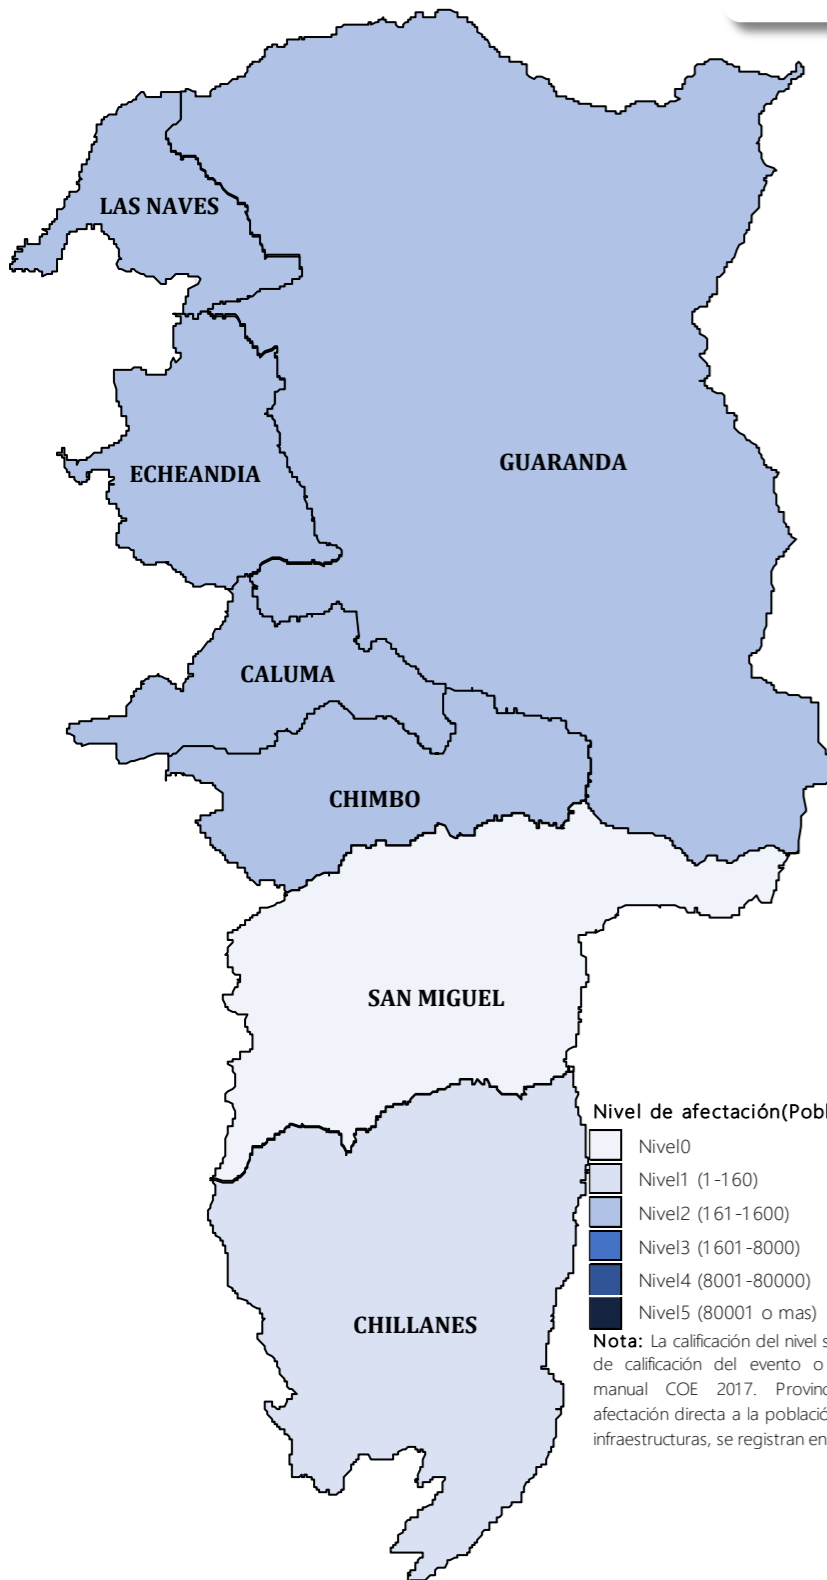 LAS NAVES
ECHEANDIA
GUARANDA
CALUMA
CHIMBO
SAN MIGUEL
CHILLANES
Nivel de afectación(Pobl
Nivel0
Nivel1 (1-160)
Nivel2 (161-1600)
Nivel3 (1601-8000)
Nivel4 (8001-80000)
Nivel5 (80001 o mas)
Nota: La calificación del nivel s
de calificación del evento o
manual COE 2017. Provinc
afectación directa a la població
infraestructuras, se registran en